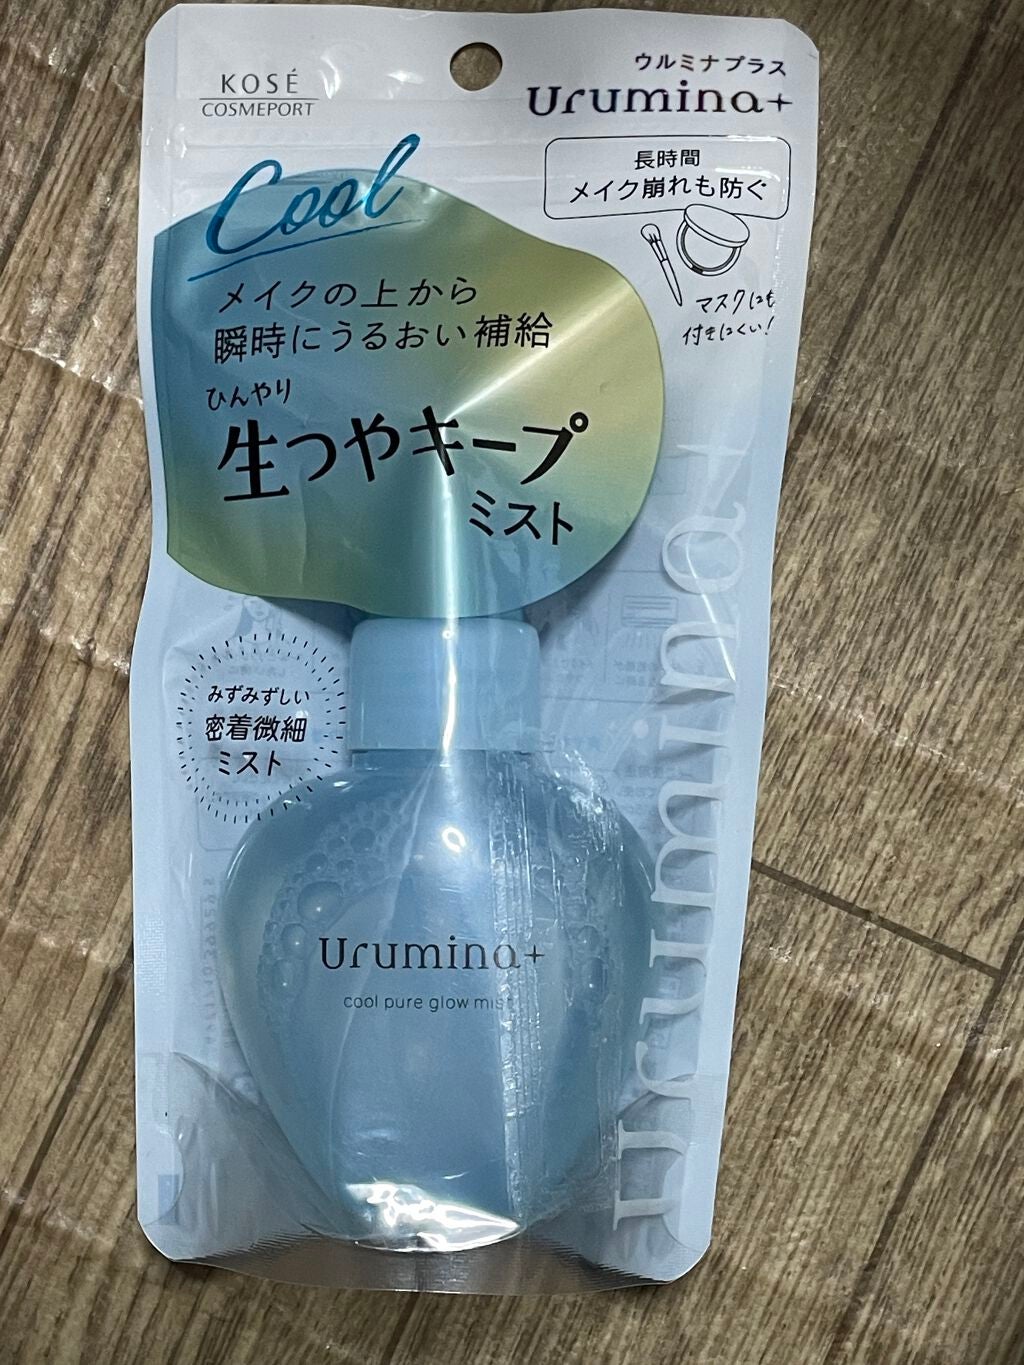 KOSÉ
COSMEPORT
ウルミナプラス
Urumina+
長時間
メイク崩れも防ぐ
マスクにも
付きにくい!
Cool
メイクの上から
瞬時にうるおい補給
ひんやり
生つやキープ
ミスト
みずみずしい
密着微細
ミスト
Urumina+
cool pure glow mist
Urumina+